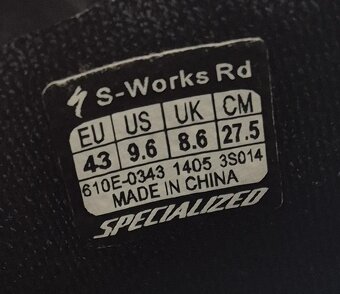 S-Works Rd
EU US UK CM
43 9.6 8.6 27.5
610E-0343 1405 3S014
MADE IN CHINA
SPECIALIZED